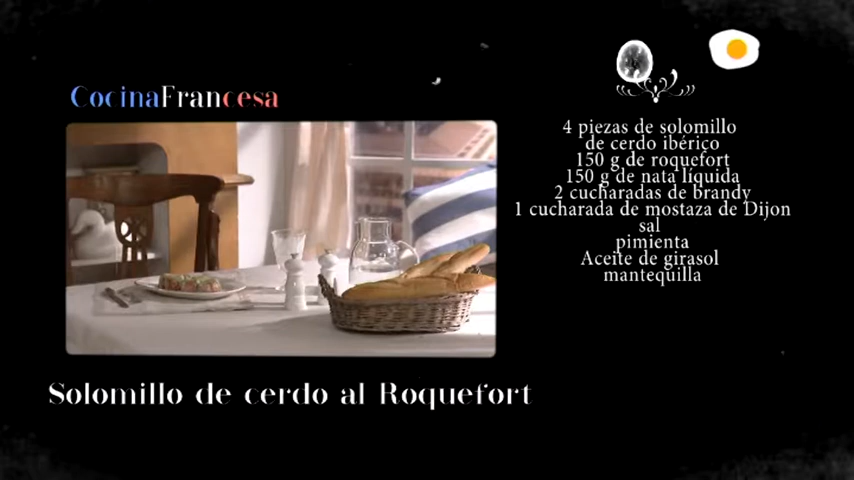 CocinaFrancesa
4 piezas de solomillo
de cerdo ibérico
150 g de roquefort
150 g de nata líquida
2 cucharadas de brandy
1 cucharada de mostaza de Dijon
sal
pimienta
Aceite de girasol
mantequilla
Solomillo de cerdo al Roquefort